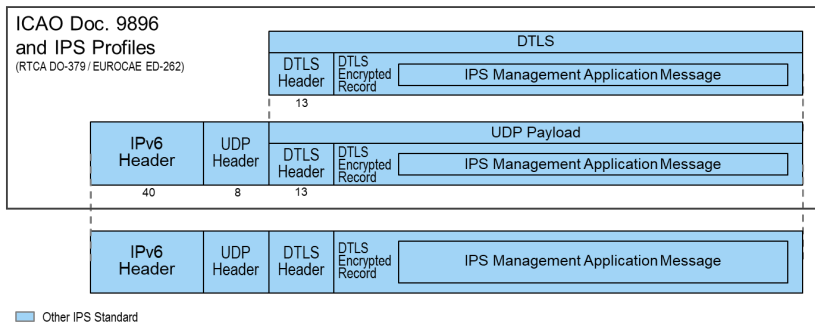 ICAO Doc. 9896
and IPS Profiles
(RTCA DO-379 / EUROCAE ED-262)
DTLS
DTLS
Header
DTLS
Encrypted
Record
IPS Management Application Message
13
IPv6
Header
UDP
Header
UDP Payload
DTLS
Header
DTLS
Encrypted
Record
IPS Management Application Message
40
8
13
IPv6
Header
UDP
Header
DTLS
Header
DTLS
Encrypted
Record
IPS Management Application Message
Other IPS Standard